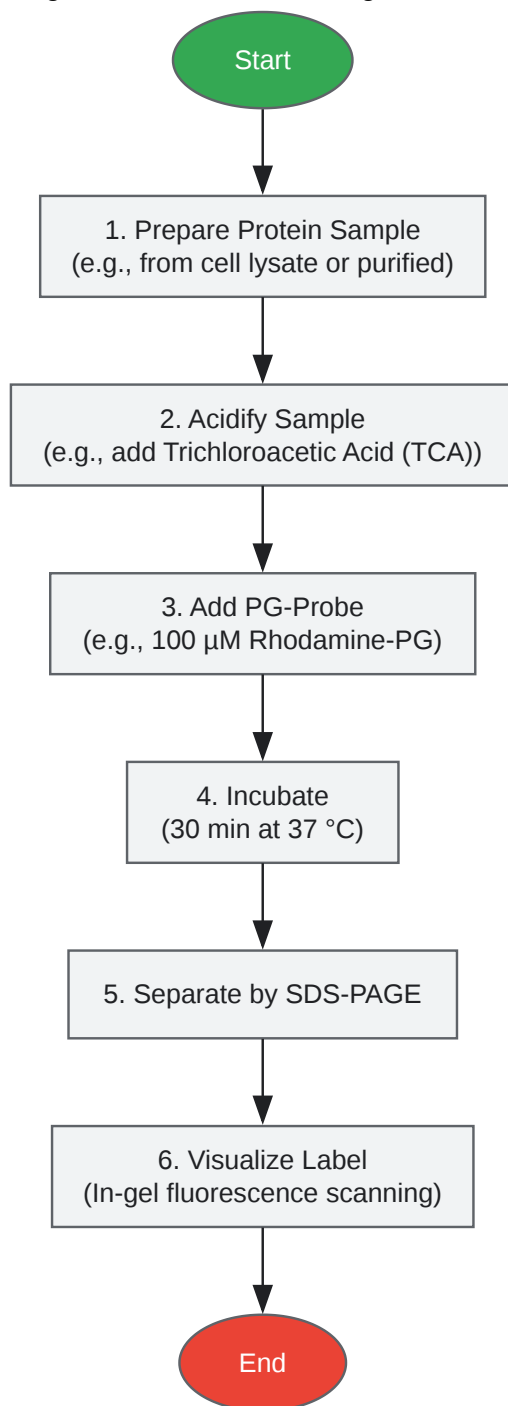 Start
1. Prepare Protein Sample
(e.g., from cell lysate or purified)
2. Acidify Sample
(e.g., add Trichloroacetic Acid (TCA))
3. Add PG-Probe
(e.g., 100 µM Rhodamine-PG)
4. Incubate
(30 min at 37 °C)
5. Separate by SDS-PAGE
6. Visualize Label
(In-gel fluorescence scanning)
End